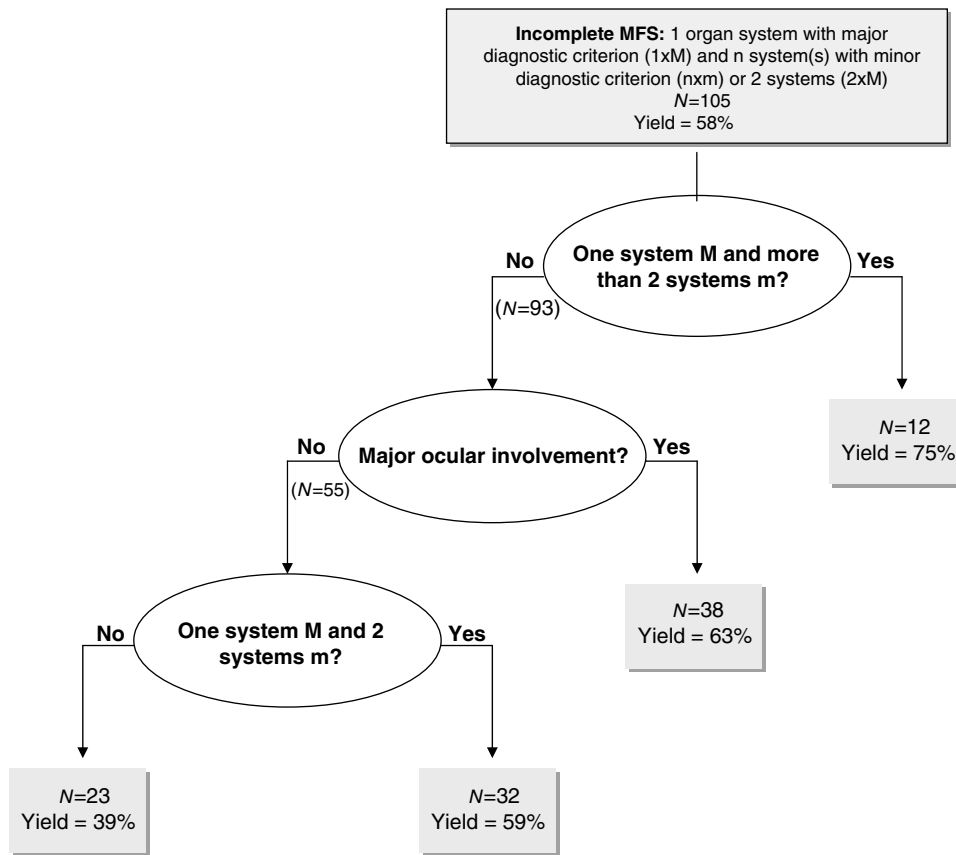 Incomplete MFS: 1 organ system with major
diagnostic criterion (1xM) and n system(s) with minor
diagnostic criterion (nxm) or 2 systems (2xM)
N=105
Yield = 58%
One system M and more
than 2 systems m?
No
Yes
(N=93)
N=12
Yield = 75%
Major ocular involvement?
No
Yes
(N=55)
N=38
Yield = 63%
One system M and 2
systems m?
No
Yes
N=23
Yield = 39%
N=32
Yield = 59%